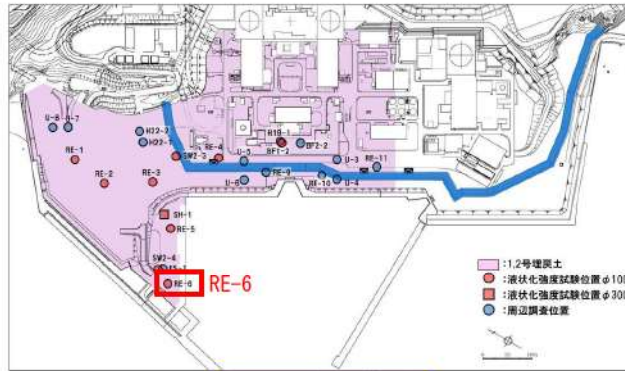 U-8
U-7
H22-2
H22-7
R19-1
RE-1
SW2-3
RE-4
U-5
BF1-2
BF2-2
U-3
RE-11
RE-2
RE-3
U-6
RE-9
RE-10
U-4
SH-1
RE-5
SW2-4
RE-6
RE-6
:1,2号埋戻土
:液状化強度試験位置φ100
:液状化強度試験位置φ300
:周辺調査位置